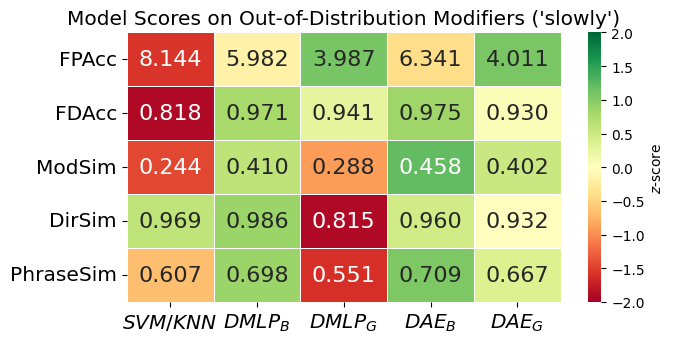 Model Scores on Out-of-Distribution Modifiers ('slowly')
FPAcc 8.144 5.982 3.987 6.341 4.011
FDAcc 0.818 0.971 0.941 0.975 0.930
ModSim 0.244 0.410 0.288 0.458 0.402
DirSim 0.969 0.986 0.815 0.960 0.932
PhraseSim 0.607 0.698 0.551 0.709 0.667
SVM/KNN DMLP_B DMLP_G DAE_B DAE_G
2.0
1.5
1.0
0.5
0.0
−0.5
−1.0
−1.5
−2.0
z-score